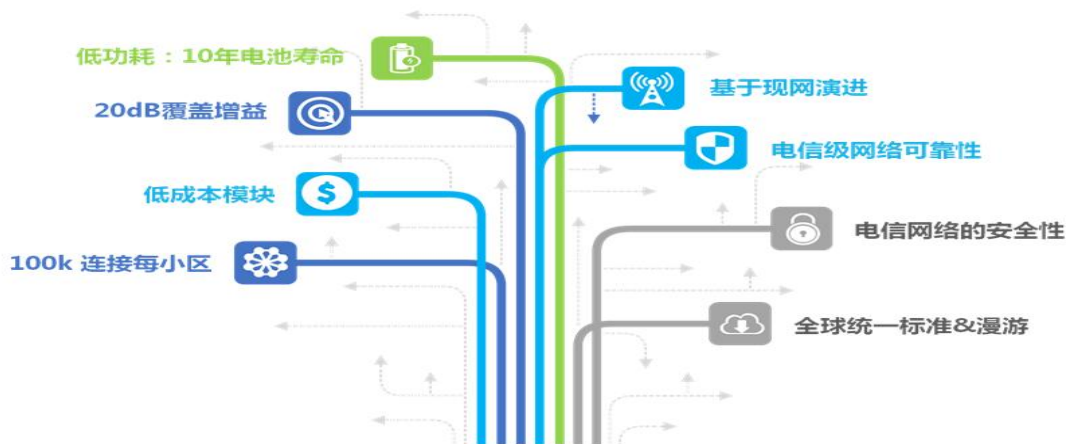 低功耗：10年电池寿命
20dB覆盖增益
低成本模块
100k 连接每小区
基于现网演进
电信级网络可靠性
电信网络的安全性
全球统一标准&漫游